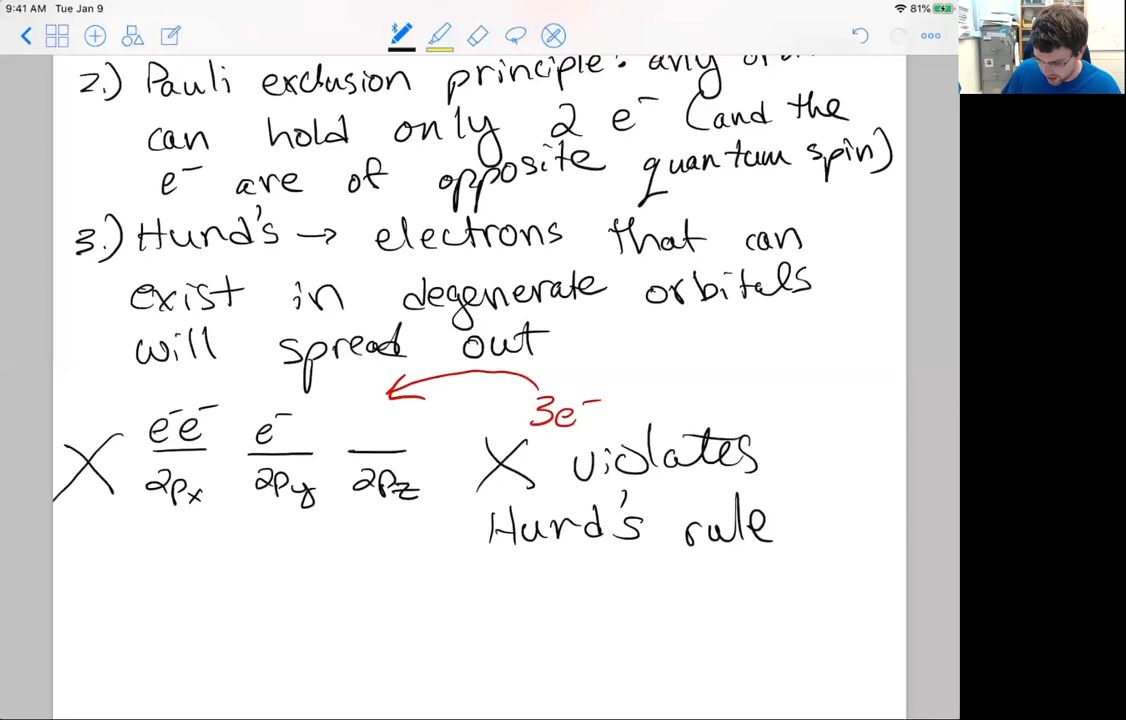 9:41 AM Tue Jan 9
81%
2.) Pauli exclusion principle: any
can hold only 2 e⁻ (and the
e⁻ are of opposite quantum spin)
3.) Hund's → electrons that can
exist in degenerate orbitals
will spread out
3e⁻
X e⁻e⁻ e⁻ X violates
2px 2py 2pz
Hund's rule